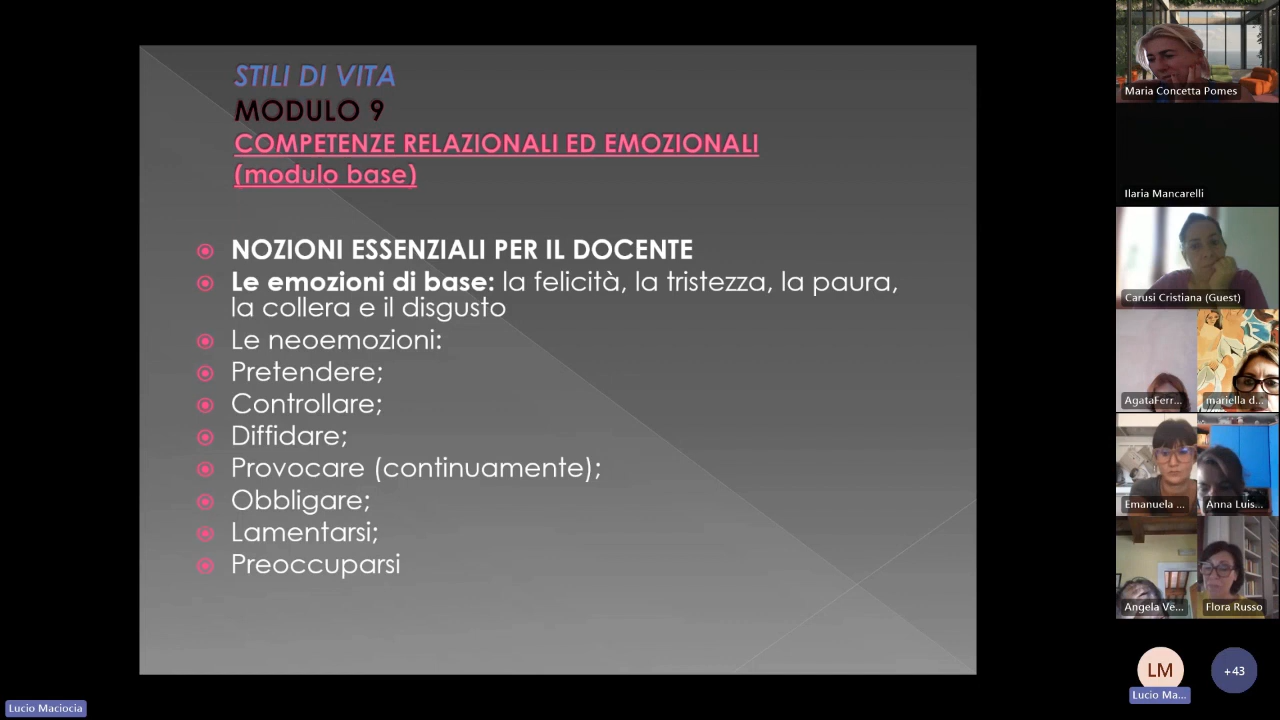 STILI DI VITA
MODULO 9
COMPETENZE RELAZIONALI ED EMOZIONALI
(modulo base)
NOZIONI ESSENZIALI PER IL DOCENTE
Le emozioni di base: la felicità, la tristezza, la paura,
la collera e il disgusto
Le neoemozioni:
Pretendere;
Controllare;
Diffidare;
Provocare (continuamente);
Obbligare;
Lamentarsi;
Preoccuparsi
Maria Concetta Pomes
Ilaria Mancarelli
Carusi Cristiana (Guest)
AgataFerr...
mariella d...
Emanuela ...
Anna Luis...
Angela Ve...
Flora Russo
LM
+43
Lucio Ma...
Lucio Maciocia